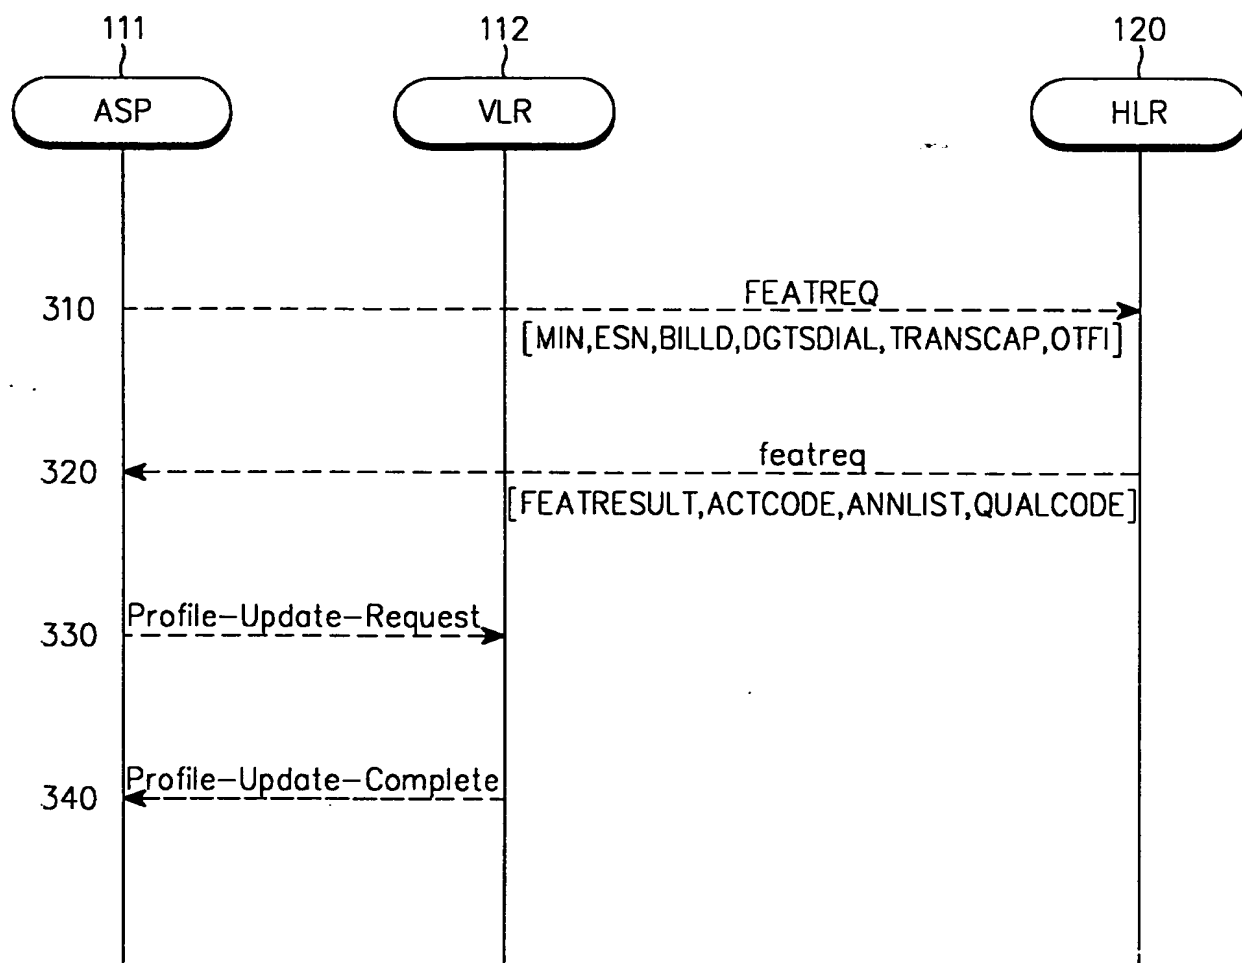 111 112 120
ASP VLR HLR
FEATREQ
310
[MIN,ESN,BILLD,DGTSDIAL,TRANSCAP,OTFI]
featreq
320
[FEATRESULT,ACTCODE,ANNLIST,QUALCODE]
Profile-Update-Request
330
Profile-Update-Complete
340